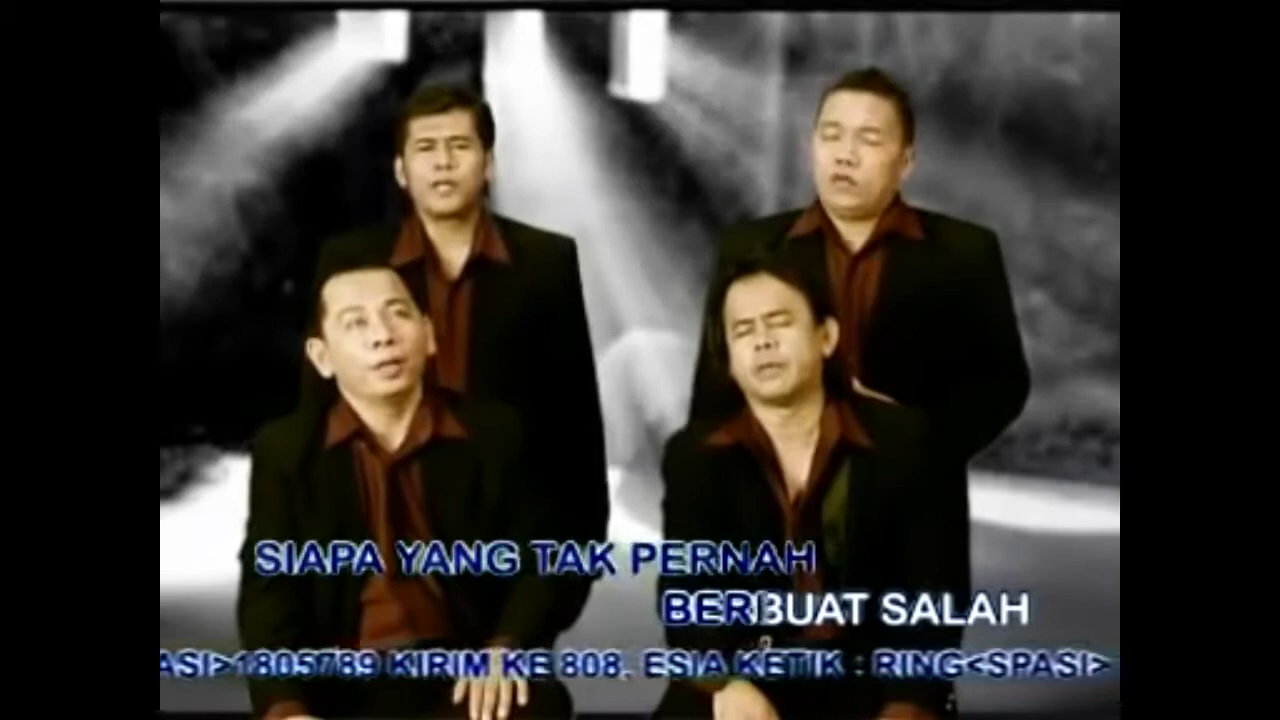 SIAPA YANG TAK PERNAH
BERBUAT SALAH
ASI>1805789 KIRIM KE 808, ESIA KETIK : RING<SPASI>